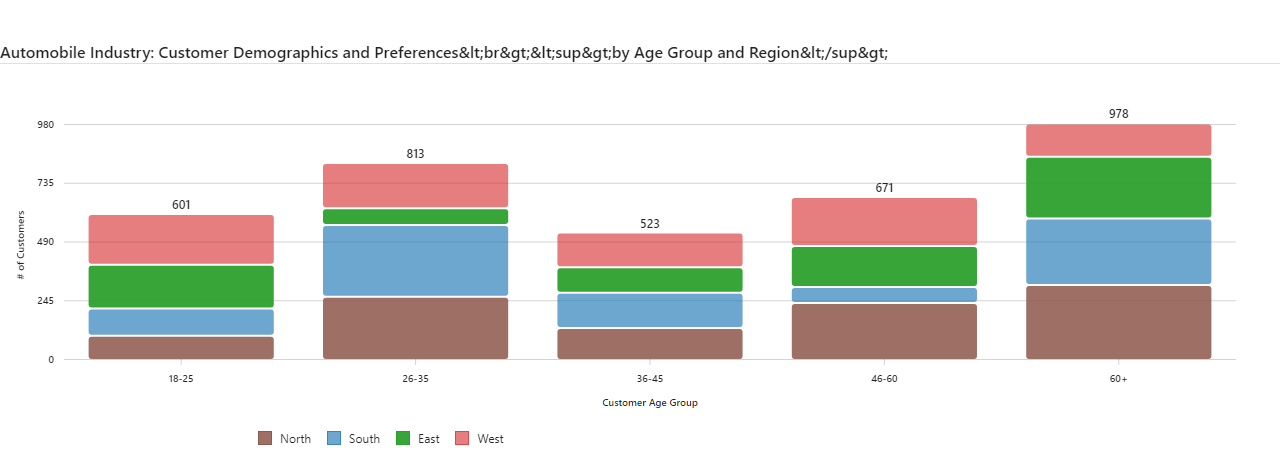 Automobile Industry: Customer Demographics and Preferences&lt;br&gt;&lt;sup&gt;by Age Group and Region&lt;/sup&gt;
# of Customers
980
735
490
245
0
601
813
523
671
978
18-25
26-35
36-45
46-60
60+
Customer Age Group
North
South
East
West